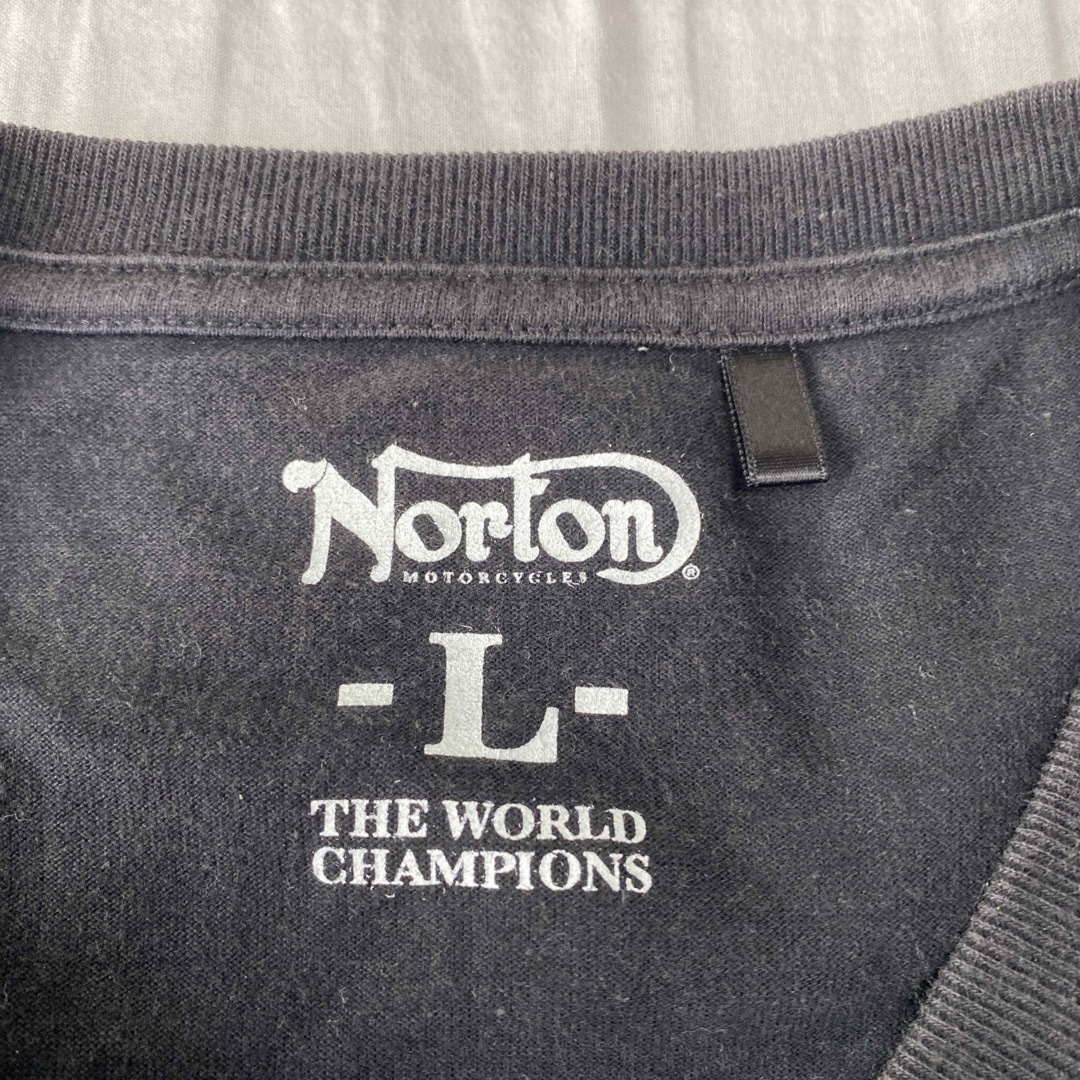 Norton
MOTORCYCLES ®
-L-
THE WORLD
CHAMPIONS